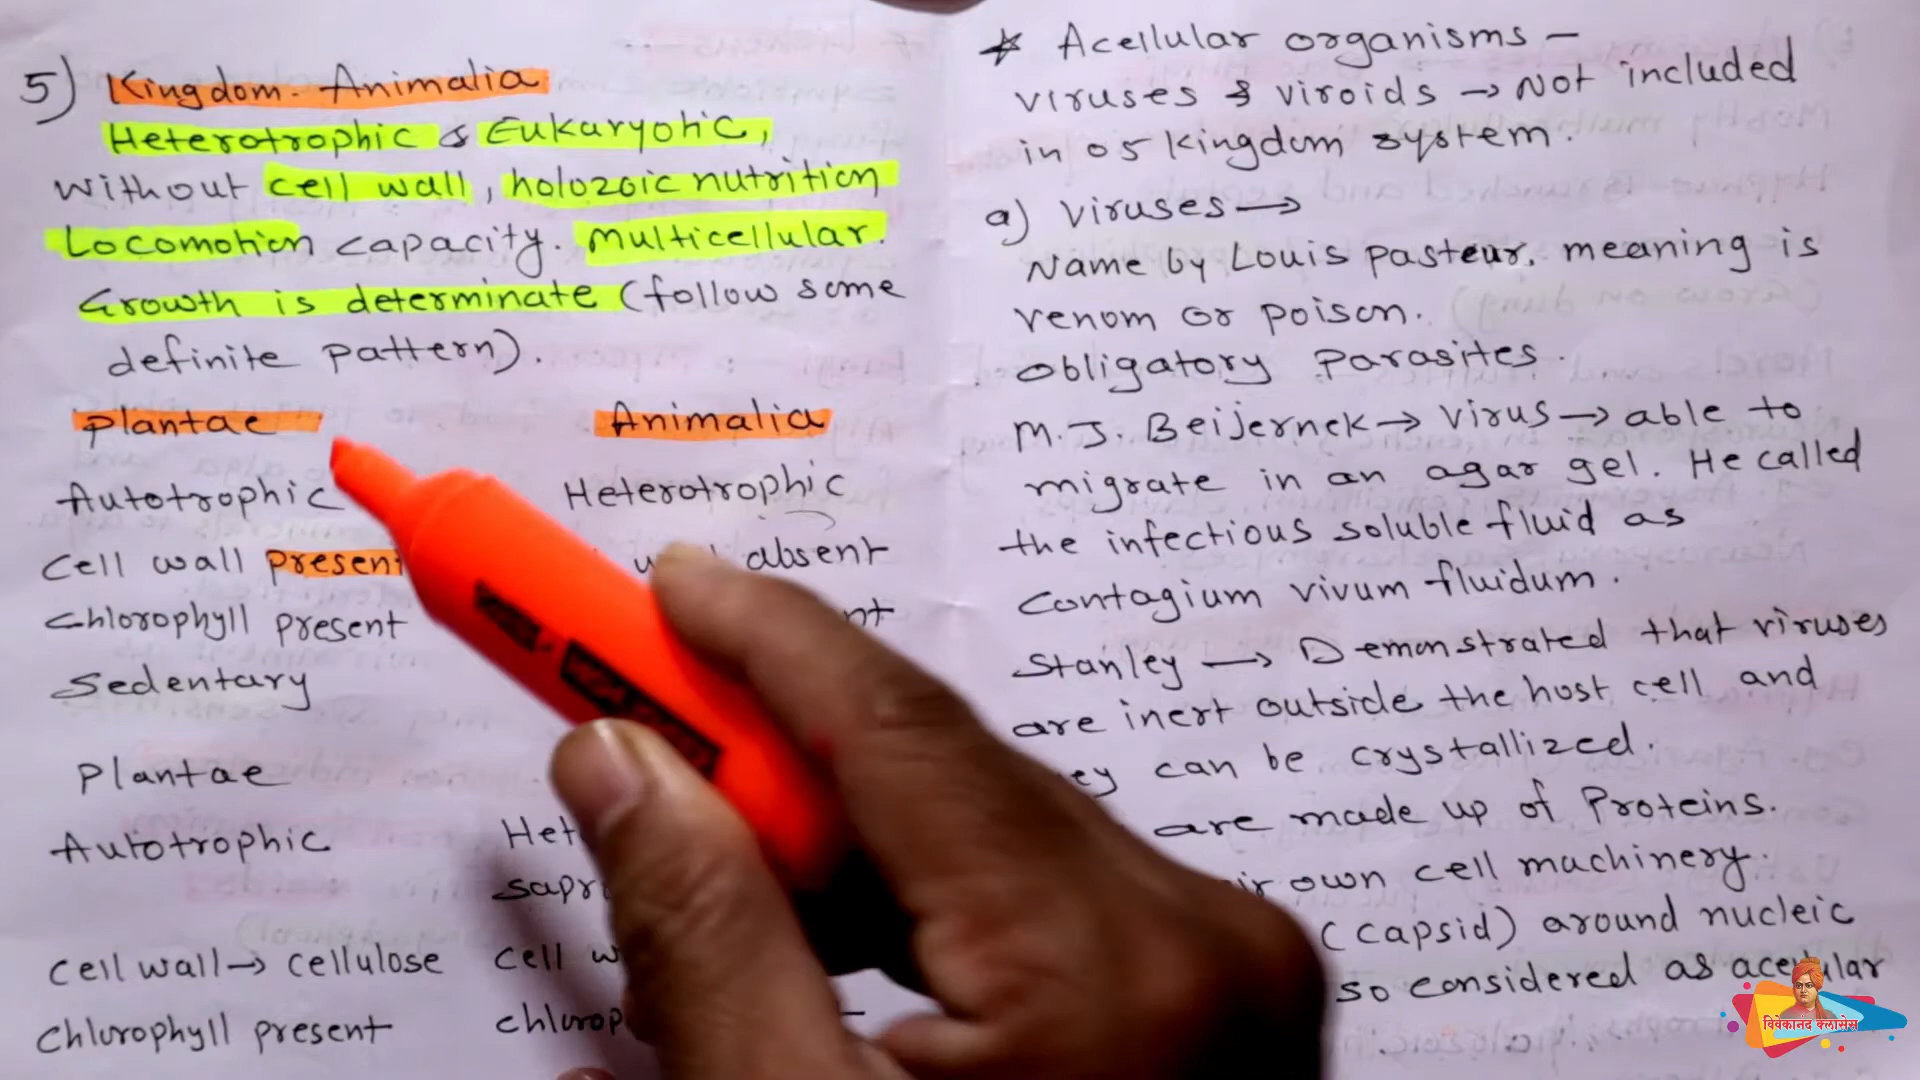 5) Kingdom - Animalia
Heterotrophic & Eukaryotic,
without cell wall, holozoic nutrition
Locomotion capacity. Multicellular.
Growth is determinate (follow some
definite pattern).
Plantae Animalia
Autotrophic Heterotrophic
Cell wall present absent
Chlorophyll present
Sedentary
Plantae
Autotrophic
Cell wall → cellulose cell
Chlorophyll present
* Acellular organisms -
viruses & viroids → Not included
in 05 kingdom system.
a) Viruses →
Name by Louis Pasteur. meaning is
venom or poison.
obligatory Parasites.
M.J. Beijernek → Virus → able to
migrate in an agar gel. He called
the infectious soluble fluid as
Contagium vivum fluidum.
Stanley → Demonstrated that viruses
are inert outside the host cell and
can be crystallized.
are made up of Proteins.
own cell machinery.
(capsid) around nucleic
so considered as
विवेकानंद क्लासेस